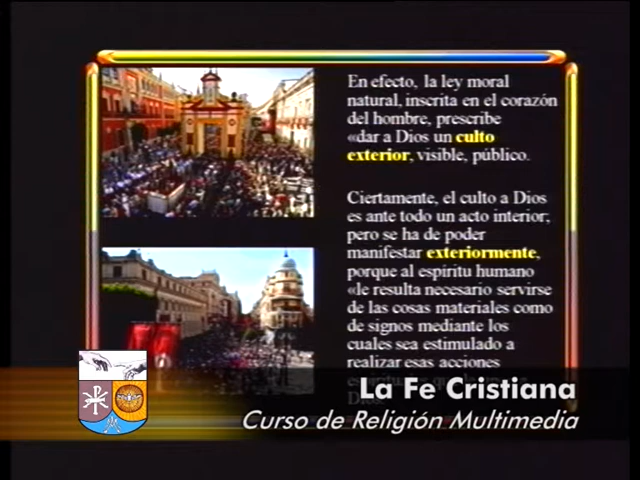 En efecto, la ley moral
natural, inscrita en el corazón
del hombre, prescribe
«dar a Dios un culto
exterior, visible, público.
Ciertamente, el culto a Dios
es ante todo un acto interior;
pero se ha de poder
manifestar exteriormente,
porque al espíritu humano
«le resulta necesario servirse
de las cosas materiales como
de signos mediante los
cuales sea estimulado a
realizar esas acciones
La Fe Cristiana
Curso de Religión Multimedia